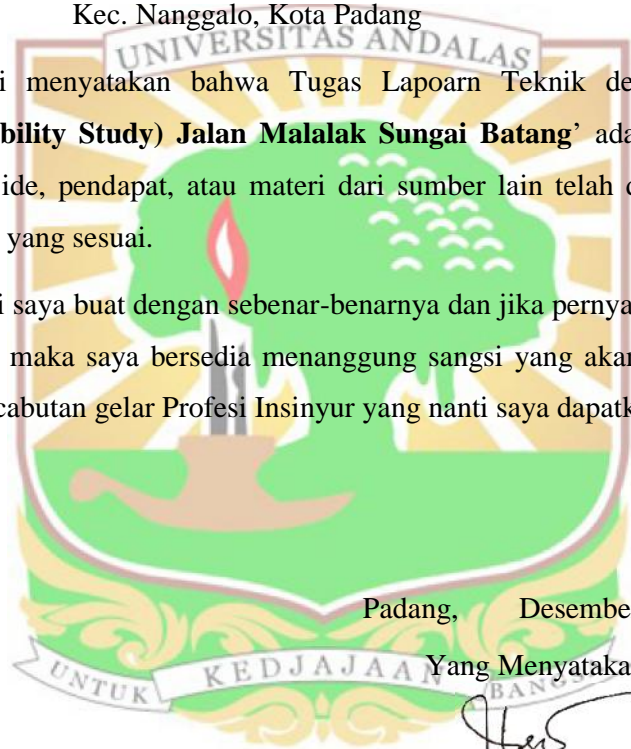 Kec. Nanggalo, Kota Padang
UNIVERSITAS ANDALAS
i menyatakan bahwa Tugas Lapoarn Teknik de
bility Study) Jalan Malalak Sungai Batang’ ada
ide, pendapat, atau materi dari sumber lain telah d
yang sesuai.
i saya buat dengan sebenar-benarnya dan jika pernya
maka saya bersedia menanggung sangsi yang akan
cabutan gelar Profesi Insinyur yang nanti saya dapatk
Padang, Desembe
Yang Menyataka
UNTUK KEDJAJAAN BANGS